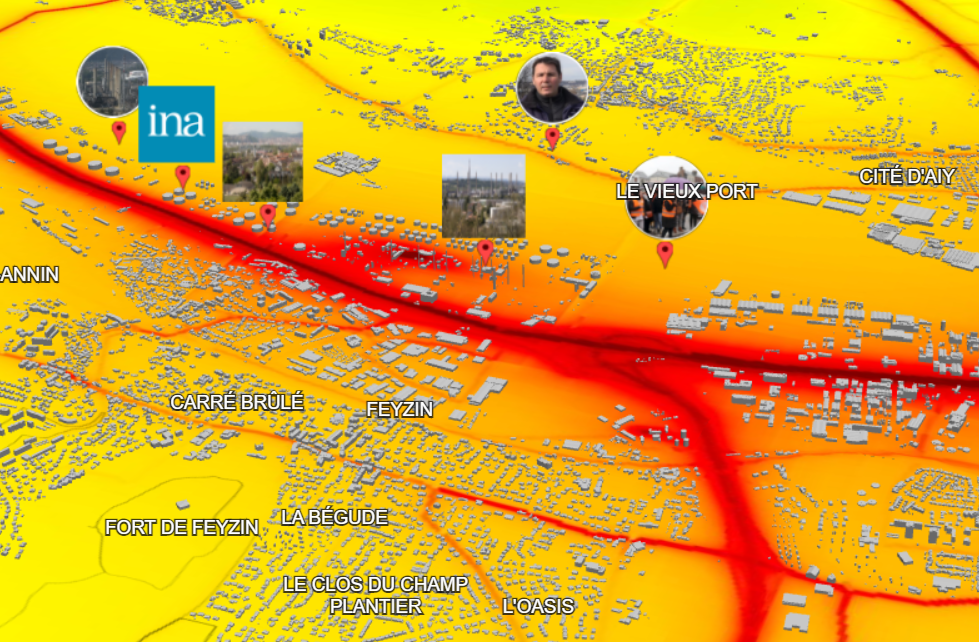 ina
LE VIEUX PORT
CITÉ D'AIY
ANNIN
CARRÉ BRÛLÉ
FEYZIN
FORT DE FEYZIN
LA BÉGUDE
LE CLOS DU CHAMP
PLANTIER
L'OASIS